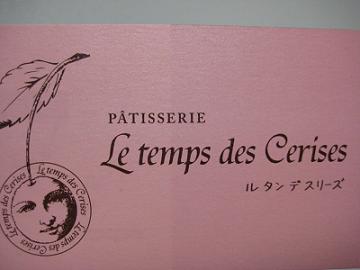 PÂTISSERIE
Le temps des Cerises
ル タン デ スリーズ
Le temps des Cerises
Le temps des Cerises